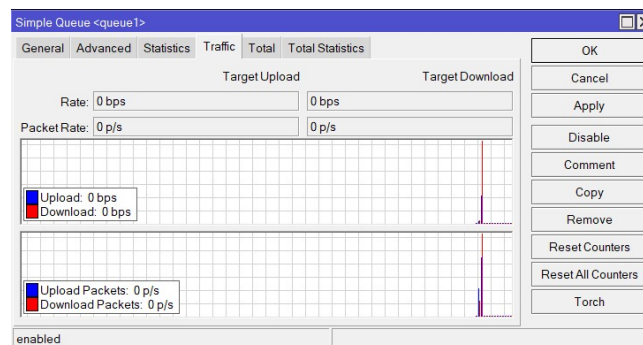 Simple Queue <queue1>
General Advanced Statistics Traffic Total Total Statistics
Target Upload Target Download
Rate: 0 bps 0 bps
Packet Rate: 0 p/s 0 p/s
Upload: 0 bps
Download: 0 bps
Upload Packets: 0 p/s
Download Packets: 0 p/s
OK
Cancel
Apply
Disable
Comment
Copy
Remove
Reset Counters
Reset All Counters
Torch
enabled